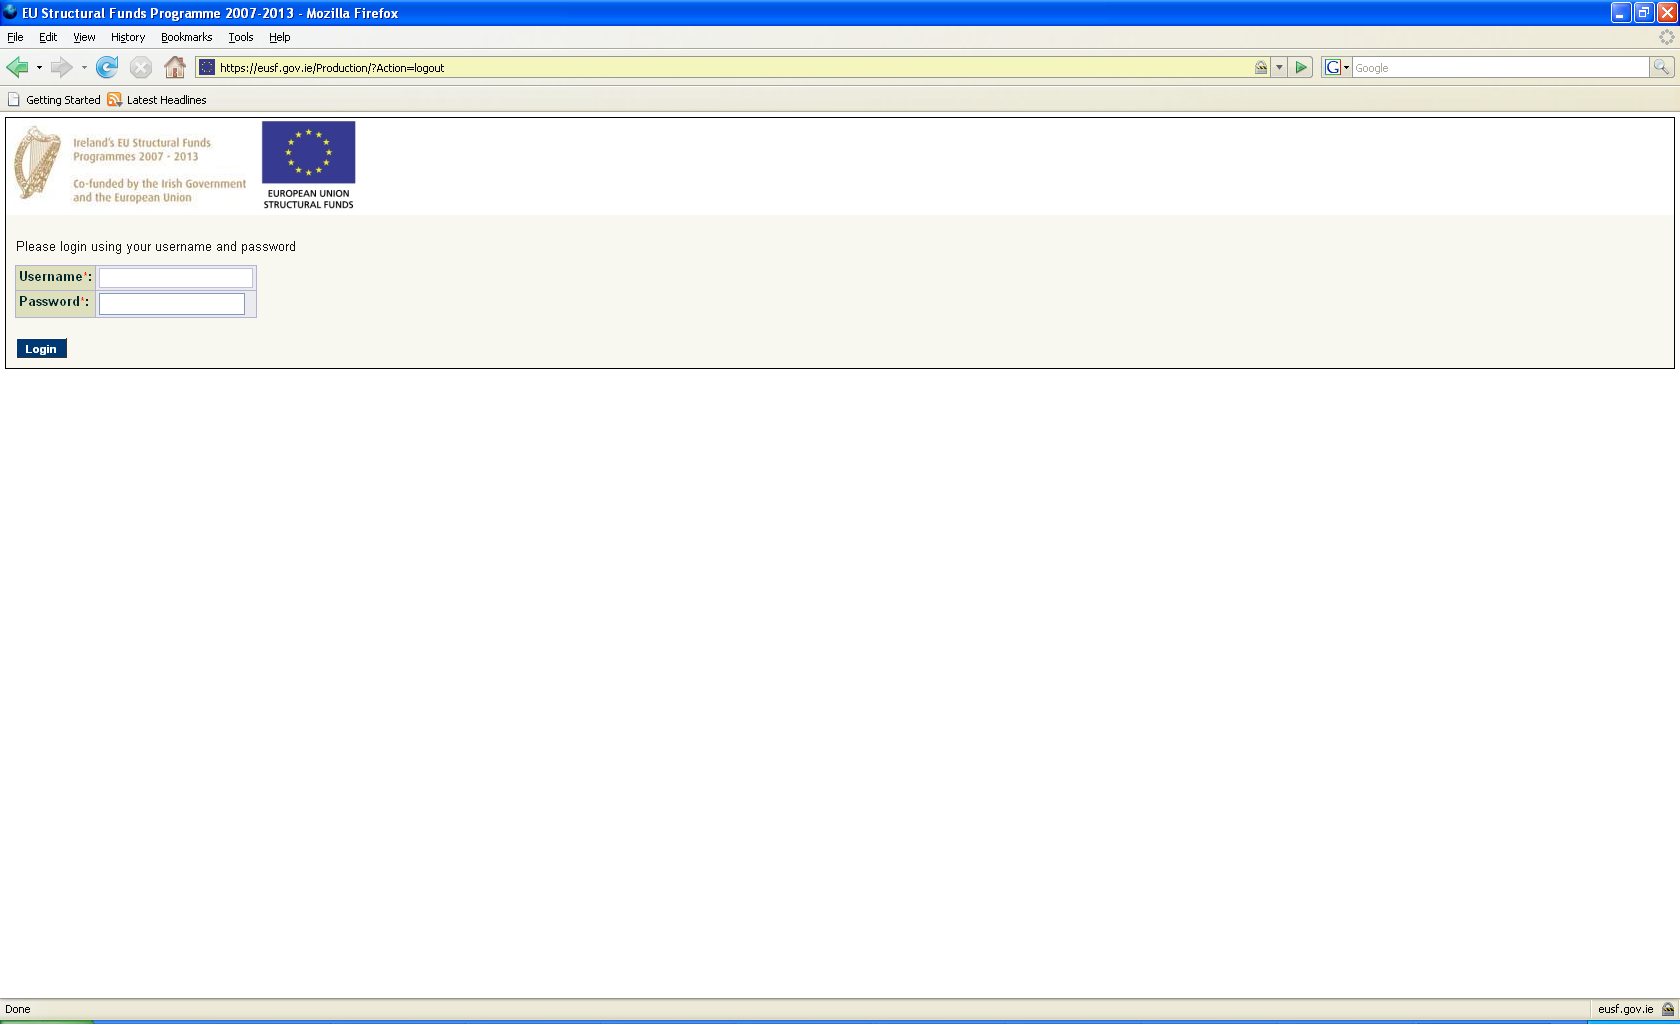 EU Structural Funds Programme 2007-2013 - Mozilla Firefox
File Edit View History Bookmarks Tools Help
https://eusf.gov.ie/Production/?Action=logout
G Google
Getting Started Latest Headlines
Ireland's EU Structural Funds
Programmes 2007 - 2013
Co-funded by the Irish Government
and the European Union
EUROPEAN UNION
STRUCTURAL FUNDS
Please login using your username and password
Username*:
Password*:
Login
Done eusf.gov.ie